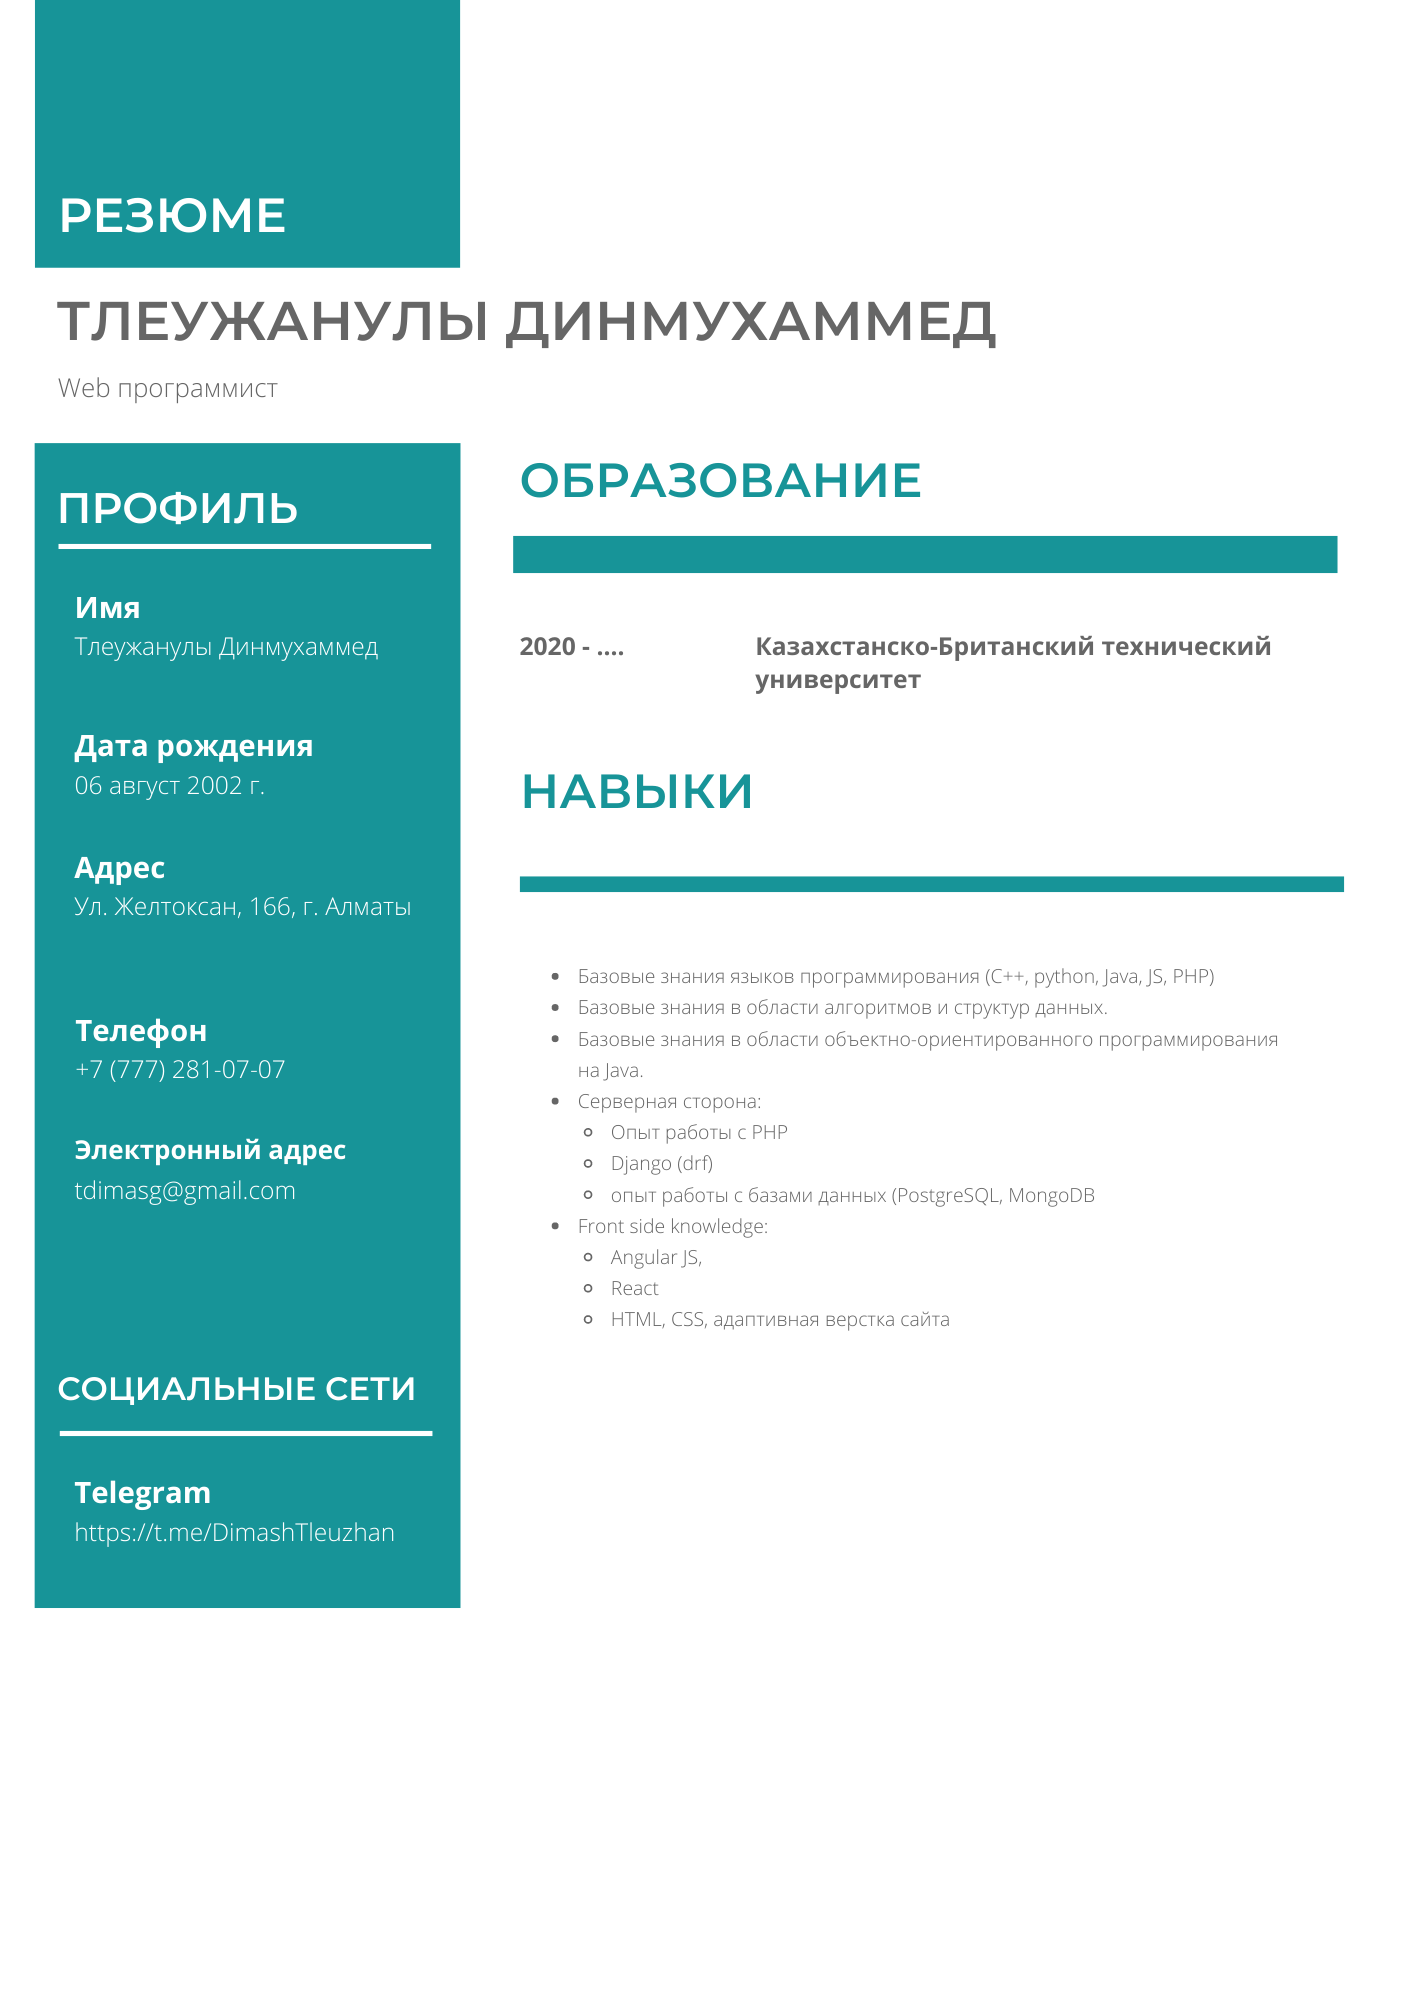 РЕЗЮМЕ
ТЛЕУЖАНУЛЫ ДИНМУХАММЕД
Web программист
ПРОФИЛЬ
Имя
Тлеужанулы Динмухаммед
Дата рождения
06 август 2002 г.
Адрес
Ул. Желтоксан, 166, г. Алматы
Телефон
+7 (777) 281-07-07
Электронный адрес
tdimasg@gmail.com
СОЦИАЛЬНЫЕ СЕТИ
Telegram
https://t.me/DimashTleuzhan
ОБРАЗОВАНИЕ
2020 - .... Казахстанско-Британский технический
университет
НАВЫКИ
• Базовые знания языков программирования (C++, python, Java, JS, PHP)
• Базовые знания в области алгоритмов и структур данных.
• Базовые знания в области объектно-ориентированного программирования
на Java.
• Серверная сторона:
◦ Опыт работы с PHP
◦ Django (drf)
◦ опыт работы с базами данных (PostgreSQL, MongoDB
• Front side knowledge:
◦ Angular JS,
◦ React
◦ HTML, CSS, адаптивная верстка сайта